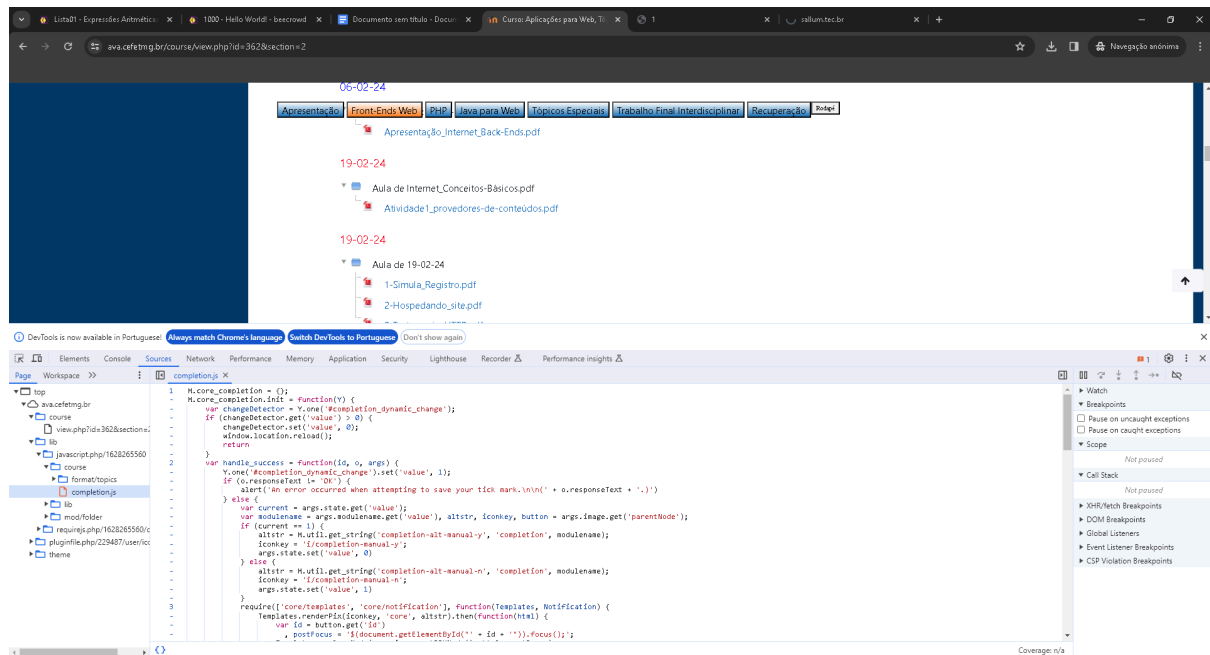 Lista01 - Expressões Aritmética
1000 - Hello World! - beecrowd
Documento sem título - Docum
Curso: Aplicações para Web, Tó
1
sallum.tec.br
ava.cefetmg.br/course/view.php?id=362&section=2
Navegação anónima
06-02-24
Apresentação Front-Ends Web PHP Java para Web Tópicos Especiais Trabalho Final Interdisciplinar Recuperação Rodapé
Apresentação_Internet_Back-Ends.pdf
19-02-24
Aula de Internet_Conceitos-Básicos.pdf
Atividade1_provedores-de-conteúdos.pdf
19-02-24
Aula de 19-02-24
1-Simula_Registro.pdf
2-Hospedando_site.pdf
DevTools is now available in Portuguese! Always match Chrome's language Switch DevTools to Portuguese Don't show again
Elements Console Sources Network Performance Memory Application Security Lighthouse Recorder Performance insights 1
Page Workspace
completion.js
top
ava.cefetmg.br
course
view.php?id=362&section=2
lib
javascript.php/1628265560
course
format/topics
completion.js
lib
mod/folder
requirejs.php/1628265560/c
pluginfile.php/229487/user/ico
theme
1 M.core_completion = {};
- M.core_completion.init = function(Y) {
- var changeDetector = Y.one('#completion_dynamic_change');
- if (changeDetector.get('value') > 0) {
- changeDetector.set('value', 0);
- window.location.reload();
- return
- }
2 var handle_success = function(id, o, args) {
- Y.one('#completion_dynamic_change').set('value', 1);
- if (o.responseText != 'OK') {
- alert('An error occurred when attempting to save your tick mark.\n\n(' + o.responseText + '.)')
- } else {
- var current = args.state.get('value');
- var modulename = args.modulename.get('value'), altstr, iconkey, button = args.image.get('parentNode');
- if (current == 1) {
- altstr = M.util.get_string('completion-alt-manual-y', 'completion', modulename);
- iconkey = 'i/completion-manual-y';
- args.state.set('value', 0)
- } else {
- altstr = M.util.get_string('completion-alt-manual-n', 'completion', modulename);
- iconkey = 'i/completion-manual-n';
- args.state.set('value', 1)
- }
3 require(['core/templates', 'core/notification'], function(Templates, Notification) {
- Templates.renderPix(iconkey, 'core', altstr).then(function(html) {
- var id = button.get('id')
- , postFocus = '$(document.getElementById("' + id + '")).focus();';
{}
Coverage: n/a
Watch
Breakpoints
Pause on uncaught exceptions
Pause on caught exceptions
Scope
Not paused
Call Stack
Not paused
XHR/fetch Breakpoints
DOM Breakpoints
Global Listeners
Event Listener Breakpoints
CSP Violation Breakpoints